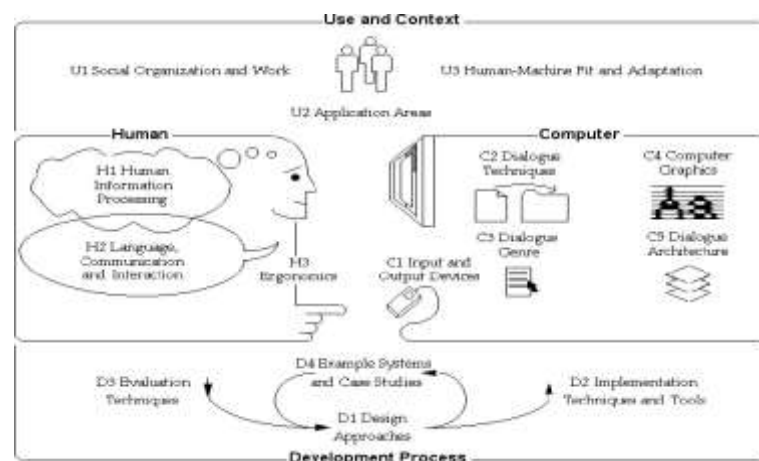 Use and Context
U1 Social Organization and Work
U3 Human-Machine Fit and Adaptation
U2 Application Areas
Human
H1 Human
Information
Processing
H2 Language,
Communication
and Interaction
H3
Ergonomics
Computer
C2 Dialogue
Techniques
C4 Computer
Graphics
Aa
C3 Dialogue
Genre
C5 Dialogue
Architecture
C1 Input and
Output Devices
D4 Example Systems
and Case Studies
D3 Evaluation
Techniques
D2 Implementation
Techniques and Tools
D1 Design
Approaches
Development Process